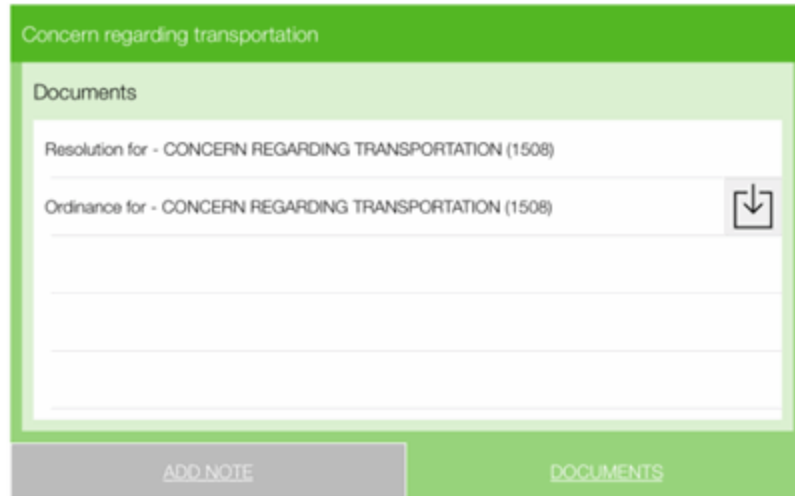 Concern regarding transportation
Documents
Resolution for - CONCERN REGARDING TRANSPORTATION (1508)
Ordinance for - CONCERN REGARDING TRANSPORTATION (1508)
ADD NOTE
DOCUMENTS